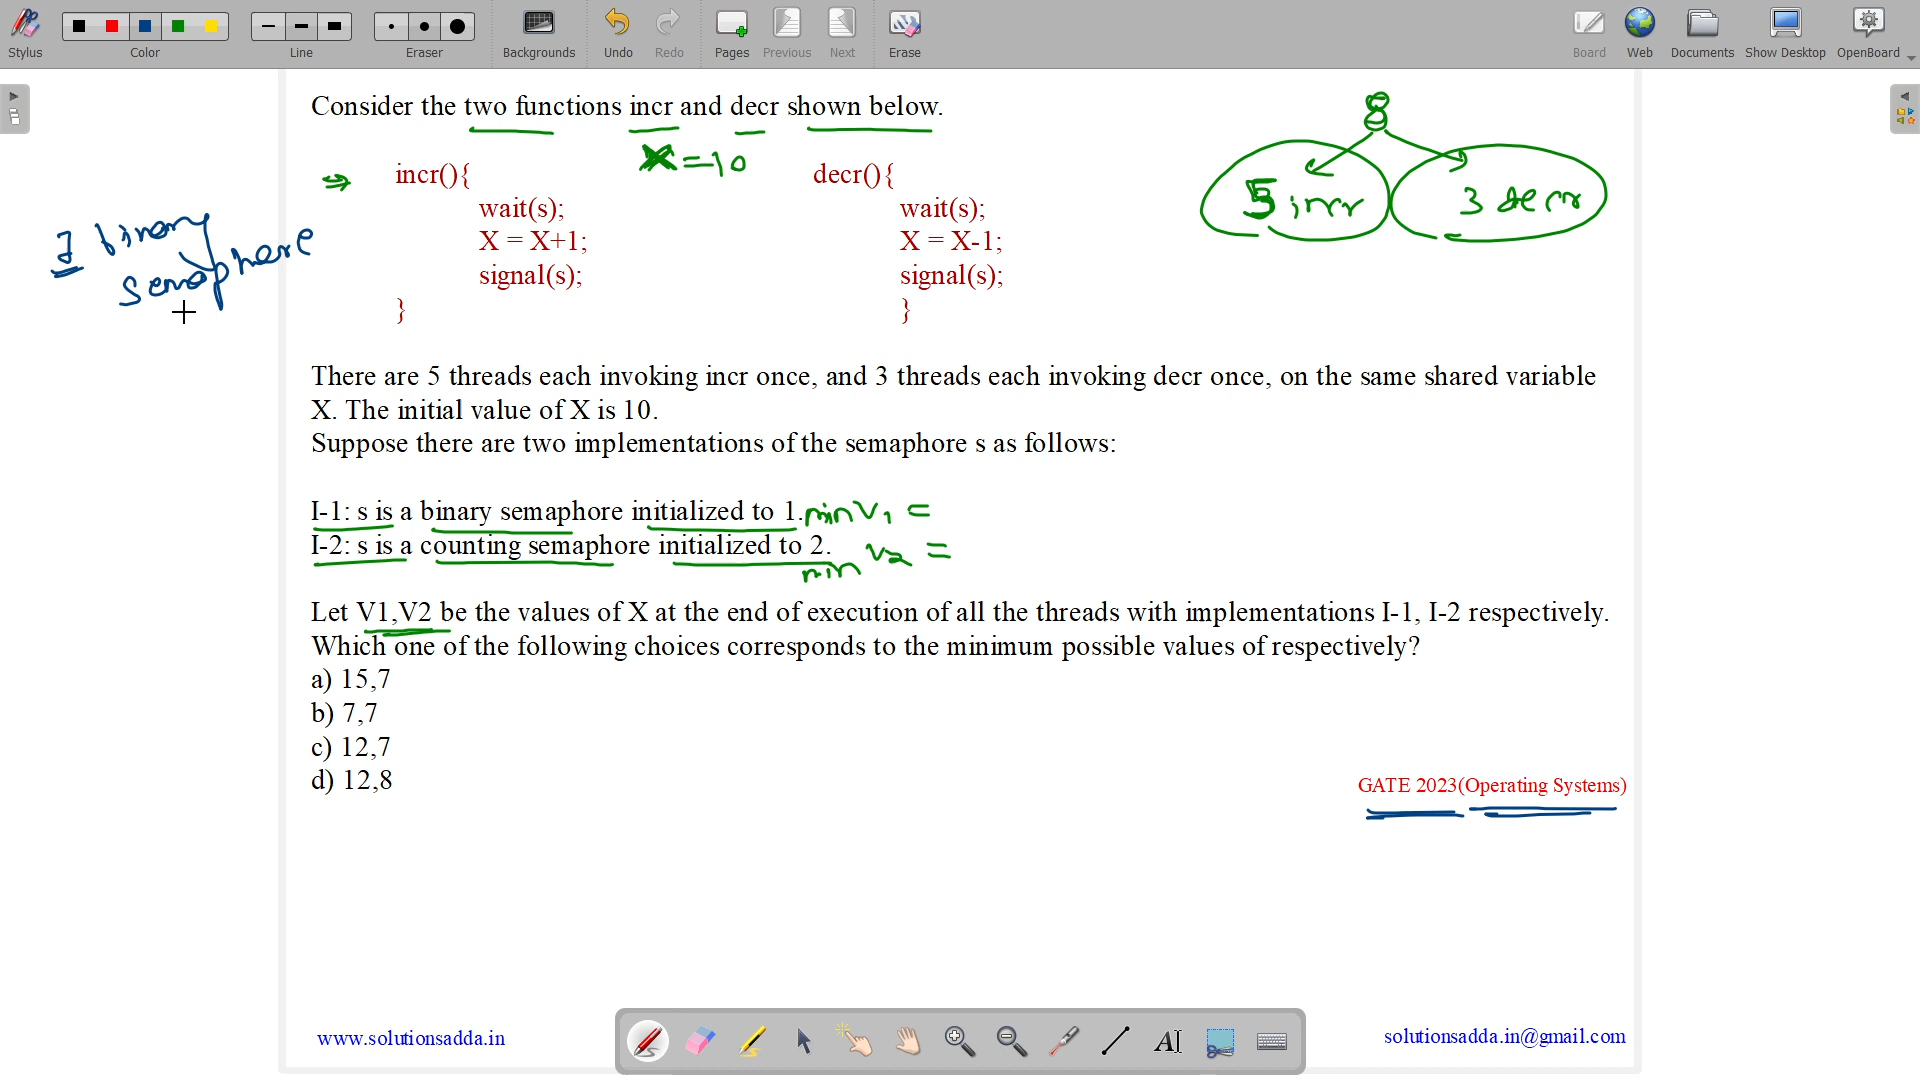 Stylus Color Line Eraser Backgrounds Undo Redo Pages Previous Next Erase Board Web Documents Show Desktop OpenBoard
Consider the two functions incr and decr shown below.
8
X=10
5 incr 3 decr
incr(){ decr(){
wait(s); wait(s);
X = X+1; X = X-1;
signal(s); signal(s);
} }
I binary
semaphore
There are 5 threads each invoking incr once, and 3 threads each invoking decr once, on the same shared variable
X. The initial value of X is 10.
Suppose there are two implementations of the semaphore s as follows:
I-1: s is a binary semaphore initialized to 1. min V1 =
I-2: s is a counting semaphore initialized to 2. min V2 =
Let V1,V2 be the values of X at the end of execution of all the threads with implementations I-1, I-2 respectively.
Which one of the following choices corresponds to the minimum possible values of respectively?
a) 15,7
b) 7,7
c) 12,7
d) 12,8
GATE 2023(Operating Systems)
www.solutionsadda.in
solutionsadda.in@gmail.com